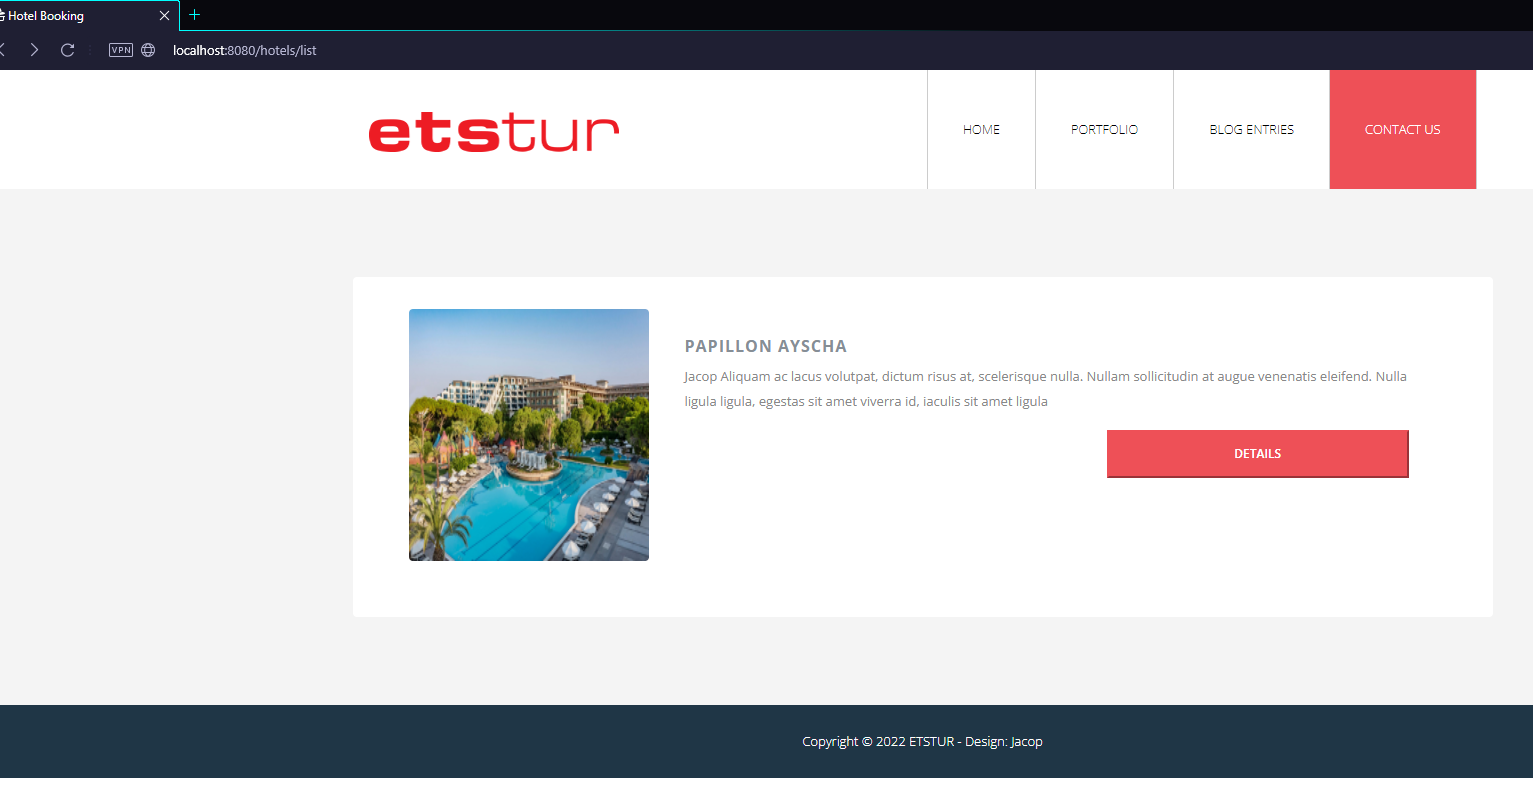 Hotel Booking
VPN
localhost:8080/hotels/list
etstur
HOME
PORTFOLIO
BLOG ENTRIES
CONTACT US
PAPILLON AYSCHA
Jacop Aliquam ac lacus volutpat, dictum risus at, scelerisque nulla. Nullam sollicitudin at augue venenatis eleifend. Nulla
ligula ligula, egestas sit amet viverra id, iaculis sit amet ligula
DETAILS
Copyright © 2022 ETSTUR - Design: Jacop